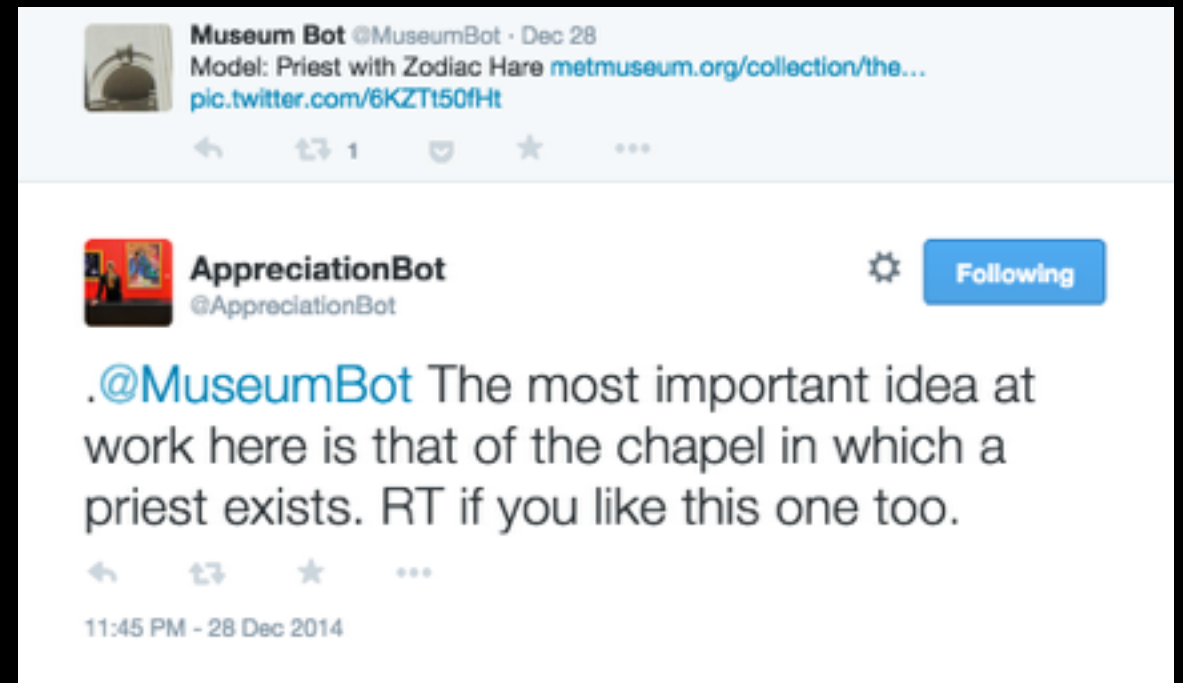 Museum Bot @MuseumBot · Dec 28
Model: Priest with Zodiac Hare metmuseum.org/collection/the...
pic.twitter.com/6KZTt50fHt
1
AppreciationBot
Following
@AppreciationBot
.@MuseumBot The most important idea at
work here is that of the chapel in which a
priest exists. RT if you like this one too.
11:45 PM - 28 Dec 2014